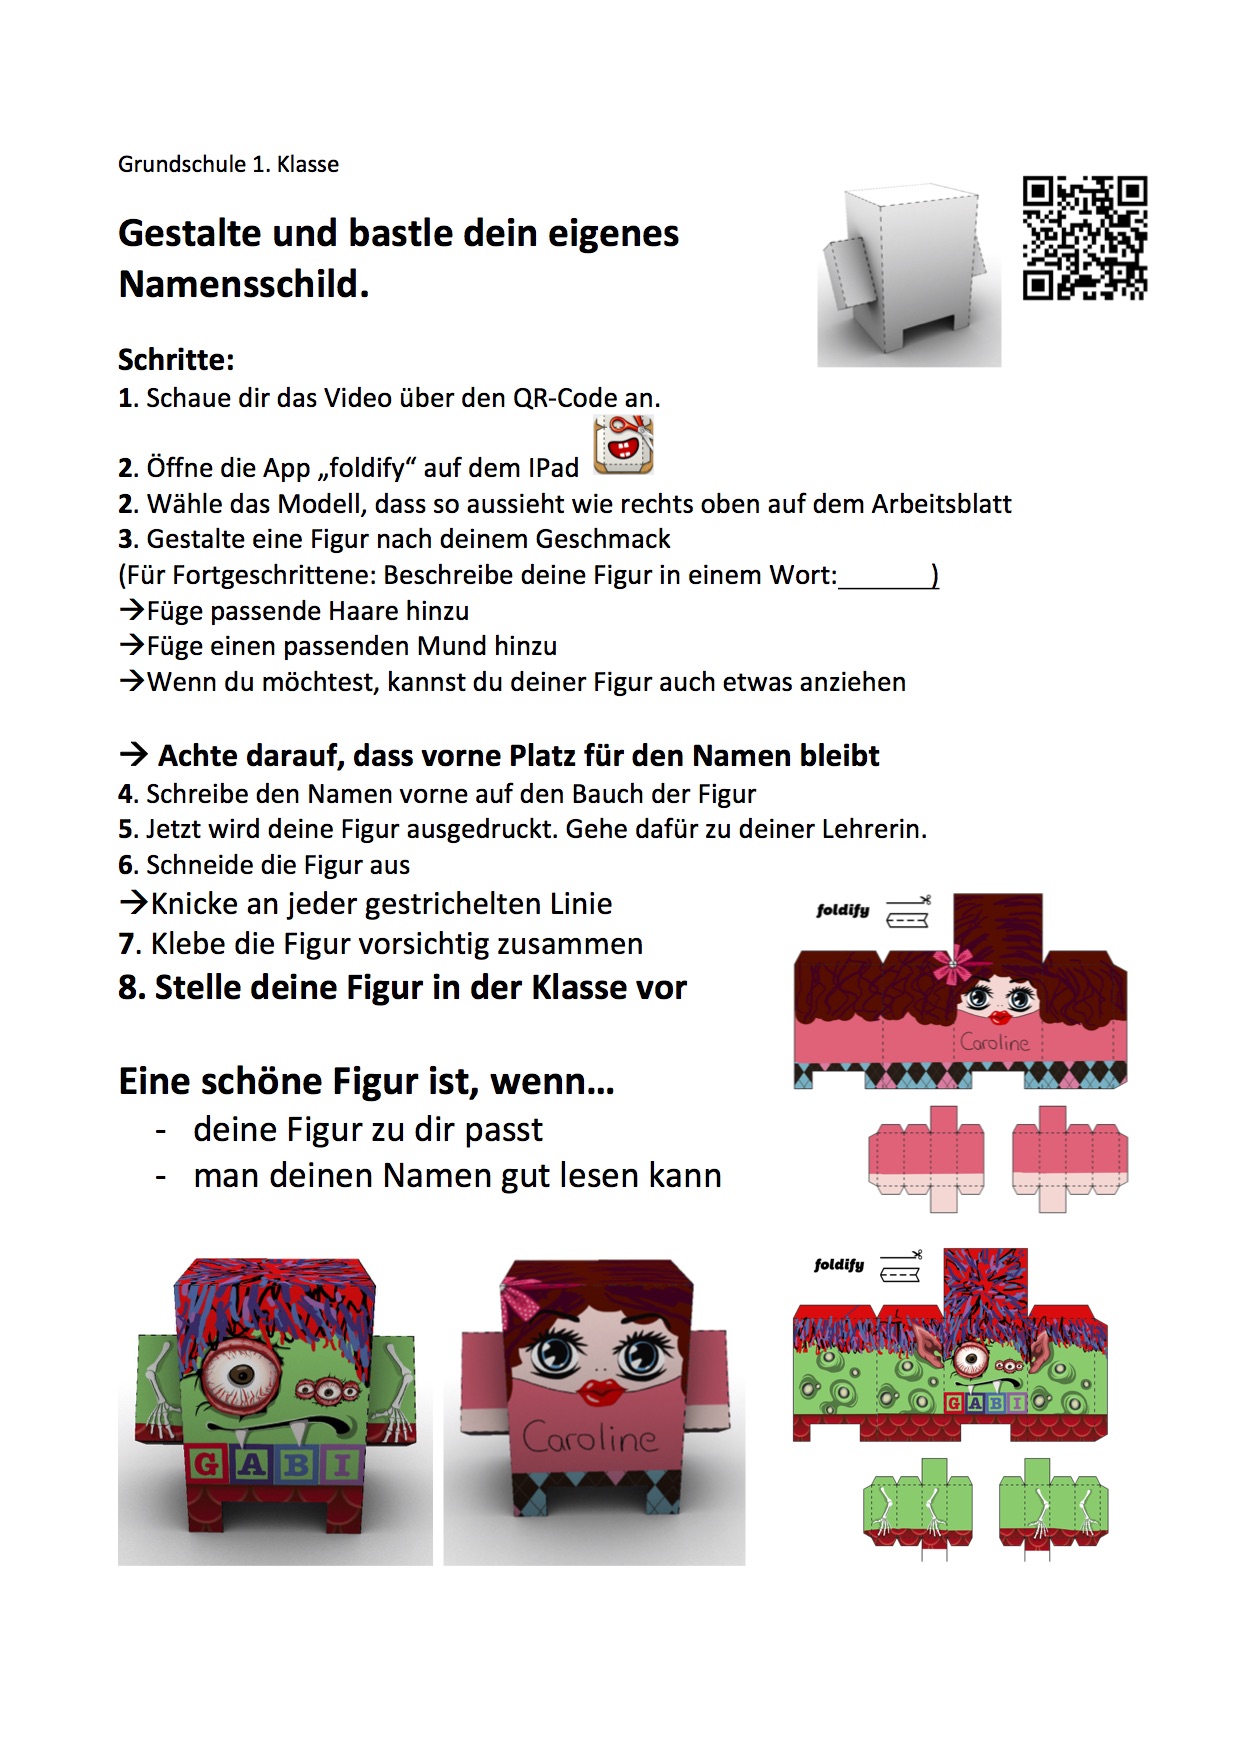 Grundschule 1. Klasse
Gestalte und bastle dein eigenes
Namensschild.
Schritte:
1. Schaue dir das Video über den QR-Code an.
2. Öffne die App „foldify“ auf dem IPad
2. Wähle das Modell, dass so aussieht wie rechts oben auf dem Arbeitsblatt
3. Gestalte eine Figur nach deinem Geschmack
(Für Fortgeschrittene: Beschreibe deine Figur in einem Wort:______)
→Füge passende Haare hinzu
→Füge einen passenden Mund hinzu
→Wenn du möchtest, kannst du deiner Figur auch etwas anziehen
→ Achte darauf, dass vorne Platz für den Namen bleibt
4. Schreibe den Namen vorne auf den Bauch der Figur
5. Jetzt wird deine Figur ausgedruckt. Gehe dafür zu deiner Lehrerin.
6. Schneide die Figur aus
→Knicke an jeder gestrichelten Linie
7. Klebe die Figur vorsichtig zusammen
8. Stelle deine Figur in der Klasse vor
foldify
Caroline
Eine schöne Figur ist, wenn...
- deine Figur zu dir passt
- man deinen Namen gut lesen kann
GABI
Caroline
foldify
GABI